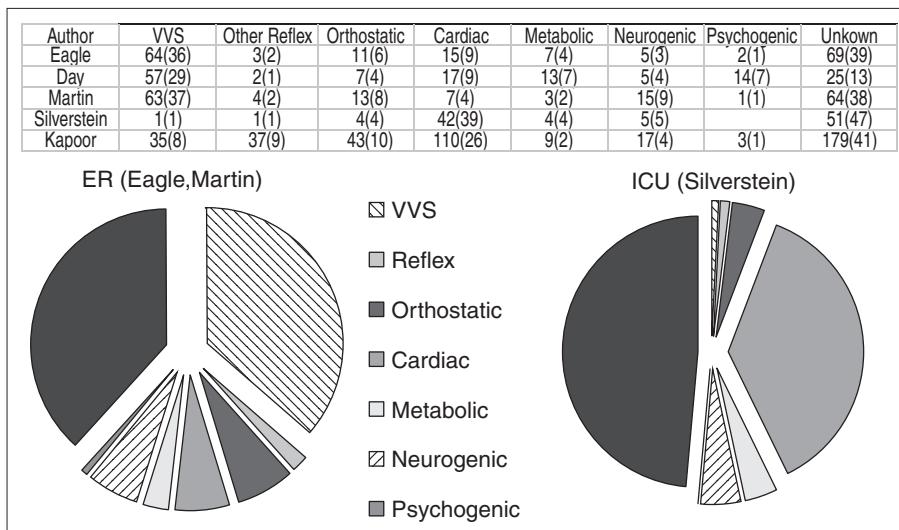 Author VVS Other Reflex Orthostatic Cardiac Metabolic Neurogenic Psychogenic Unkown
Eagle 64(36) 3(2) 11(6) 15(9) 7(4) 5(3) 2(1) 69(39)
Day 57(29) 2(1) 7(4) 17(9) 13(7) 5(4) 14(7) 25(13)
Martin 63(37) 4(2) 13(8) 7(4) 3(2) 15(9) 1(1) 64(38)
Silverstein 1(1) 1(1) 4(4) 42(39) 4(4) 5(5) 51(47)
Kapoor 35(8) 37(9) 43(10) 110(26) 9(2) 17(4) 3(1) 179(41)
ER (Eagle,Martin)
ICU (Silverstein)
VVS
Reflex
Orthostatic
Cardiac
Metabolic
Neurogenic
Psychogenic